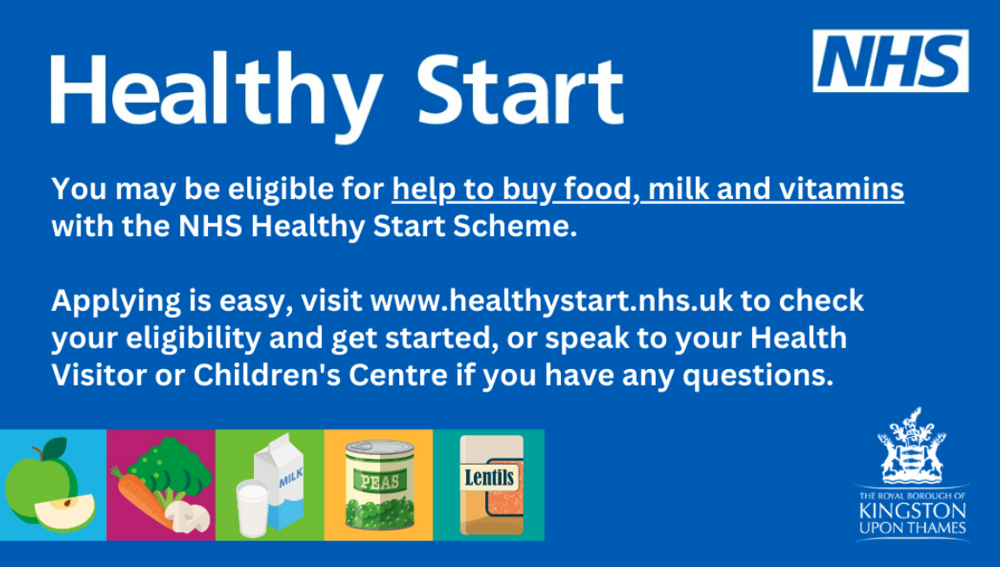 Healthy Start
NHS
You may be eligible for help to buy food, milk and vitamins
with the NHS Healthy Start Scheme.
Applying is easy, visit www.healthystart.nhs.uk to check
your eligibility and get started, or speak to your Health
Visitor or Children's Centre if you have any questions.
MILK
PEAS
Lentils
THE ROYAL BOROUGH OF
KINGSTON
UPON THAMES